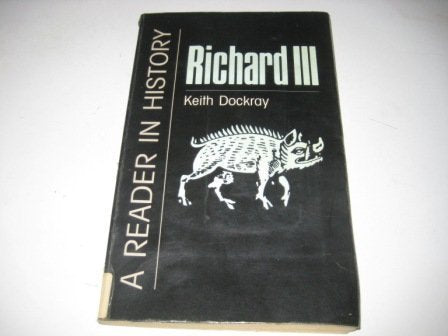 A READER IN HISTORY
Richard III
Keith Dockray